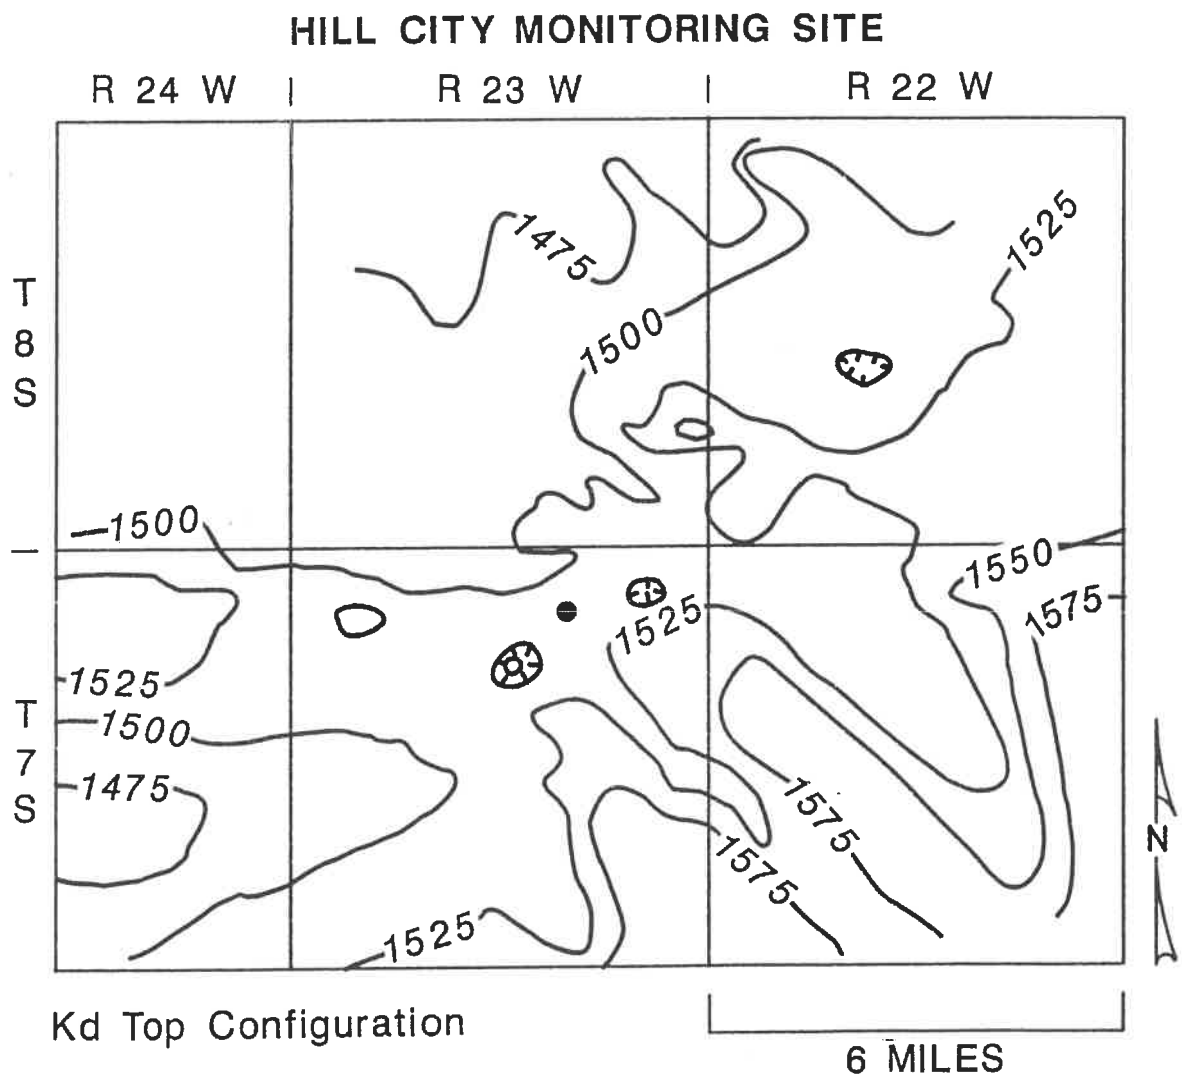 HILL CITY MONITORING SITE
R 24 W | R 23 W | R 22 W
1475
1525
T
8
S
1500
1500
1550
1575
1525
1525
T
7
S
1500
1475
1575
1575
N
1525
Kd Top Configuration
6 MILES